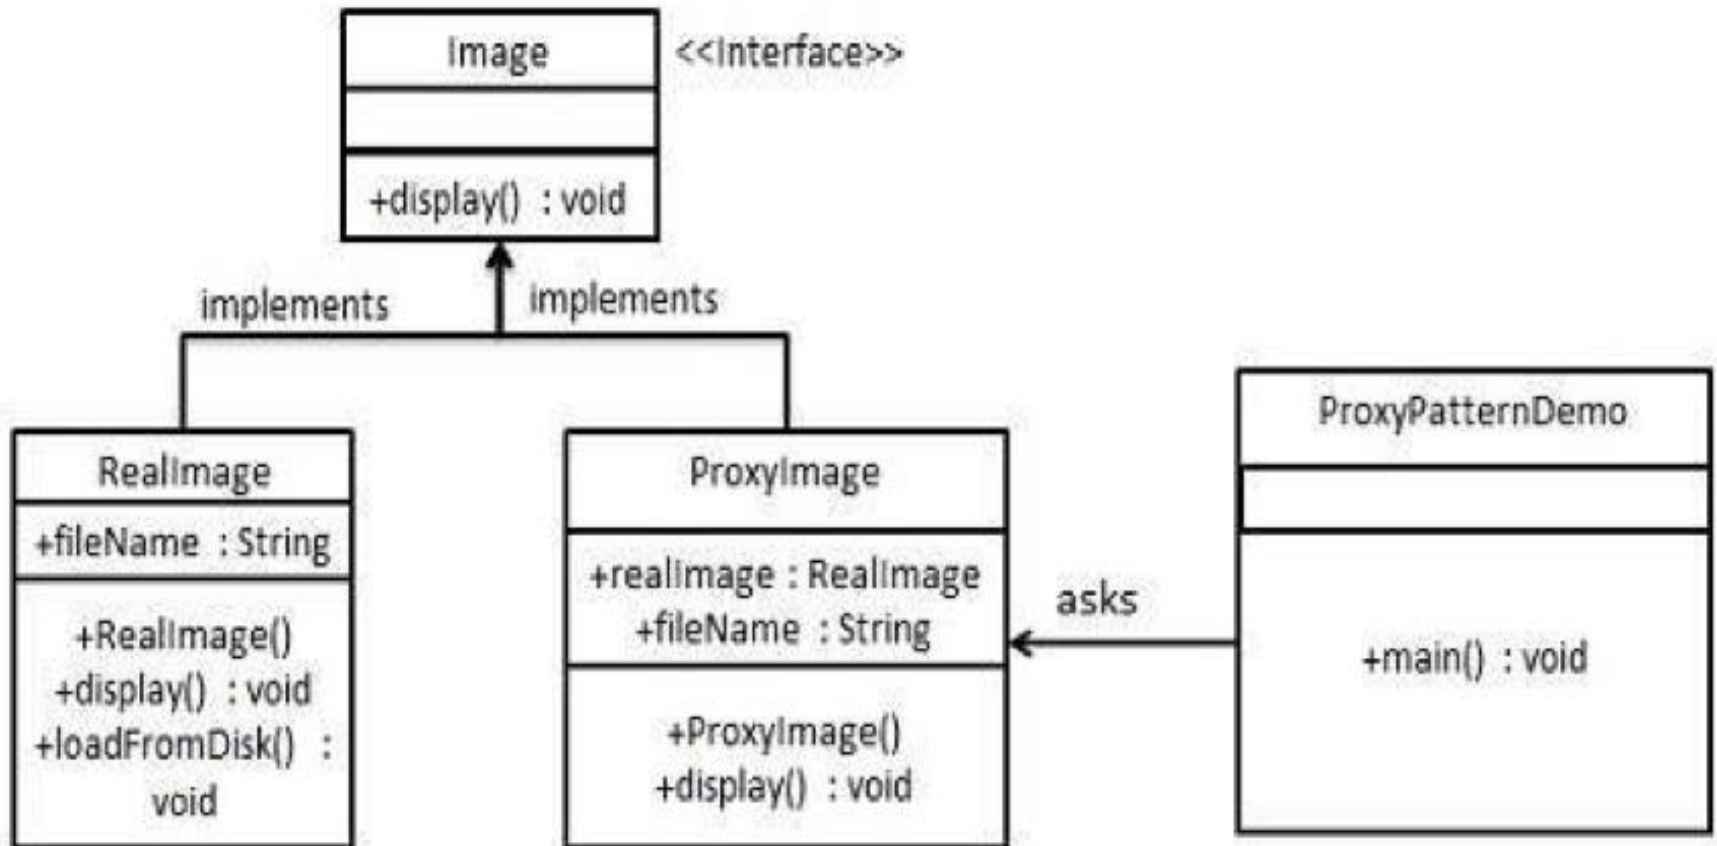 Image
<<Interface>>
+display() : void
implements
implements
RealImage
+fileName : String
+RealImage()
+display() : void
+loadFromDisk() :
void
ProxyImage
+realImage : RealImage
+fileName : String
+ProxyImage()
+display() : void
asks
ProxyPatternDemo
+main() : void